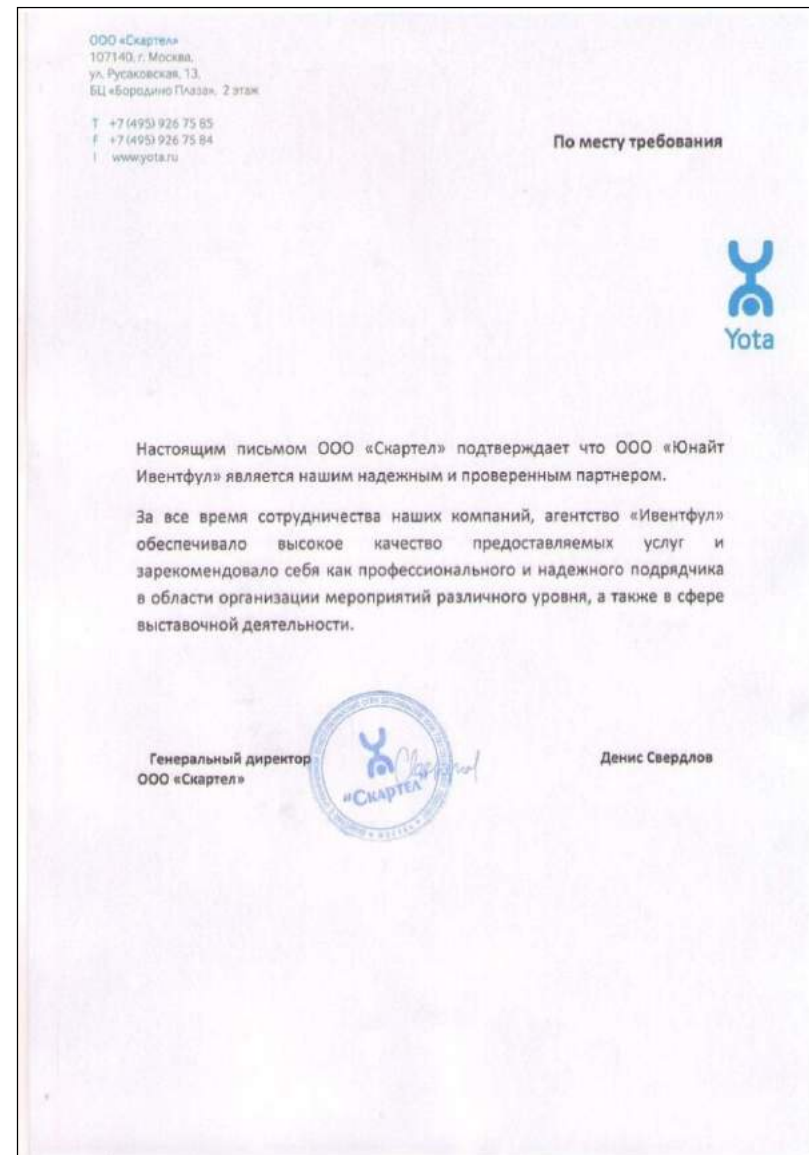 ООО «Скартел»
107140, г. Москва,
ул. Русаковская, 13,
БЦ «Бородино Плаза», 2 этаж
T +7 (495) 926 75 85
F +7 (495) 926 75 84
I www.yota.ru
По месту требования
Yota
Настоящим письмом ООО «Скартел» подтверждает что ООО «Юнайт
Ивентфул» является нашим надежным и проверенным партнером.
За все время сотрудничества наших компаний, агентство «Ивентфул»
обеспечивало высокое качество предоставляемых услуг и
зарекомендовало себя как профессионального и надежного подрядчика
в области организации мероприятий различного уровня, а также в сфере
выставочной деятельности.
Генеральный директор
ООО «Скартел»
"Скартел"
Денис Свердлов